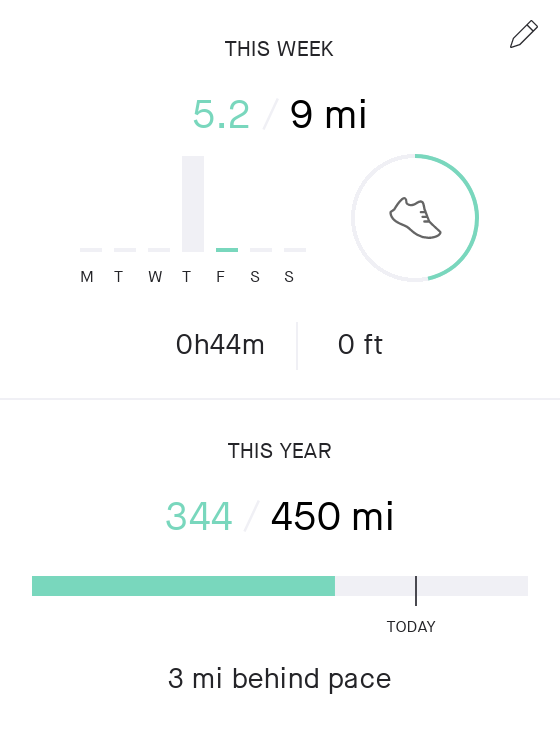 THIS WEEK
5.2 / 9 mi
M T W T F S S
0h44m 0 ft
THIS YEAR
344 / 450 mi
TODAY
3 mi behind pace